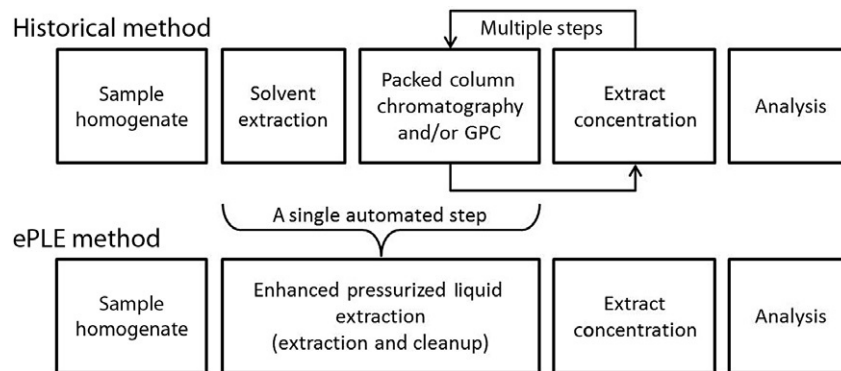 Historical method
Multiple steps
Sample
homogenate
Solvent
extraction
Packed column
chromatography
and/or GPC
Extract
concentration
Analysis
A single automated step
ePLE method
Sample
homogenate
Enhanced pressurized liquid
extraction
(extraction and cleanup)
Extract
concentration
Analysis